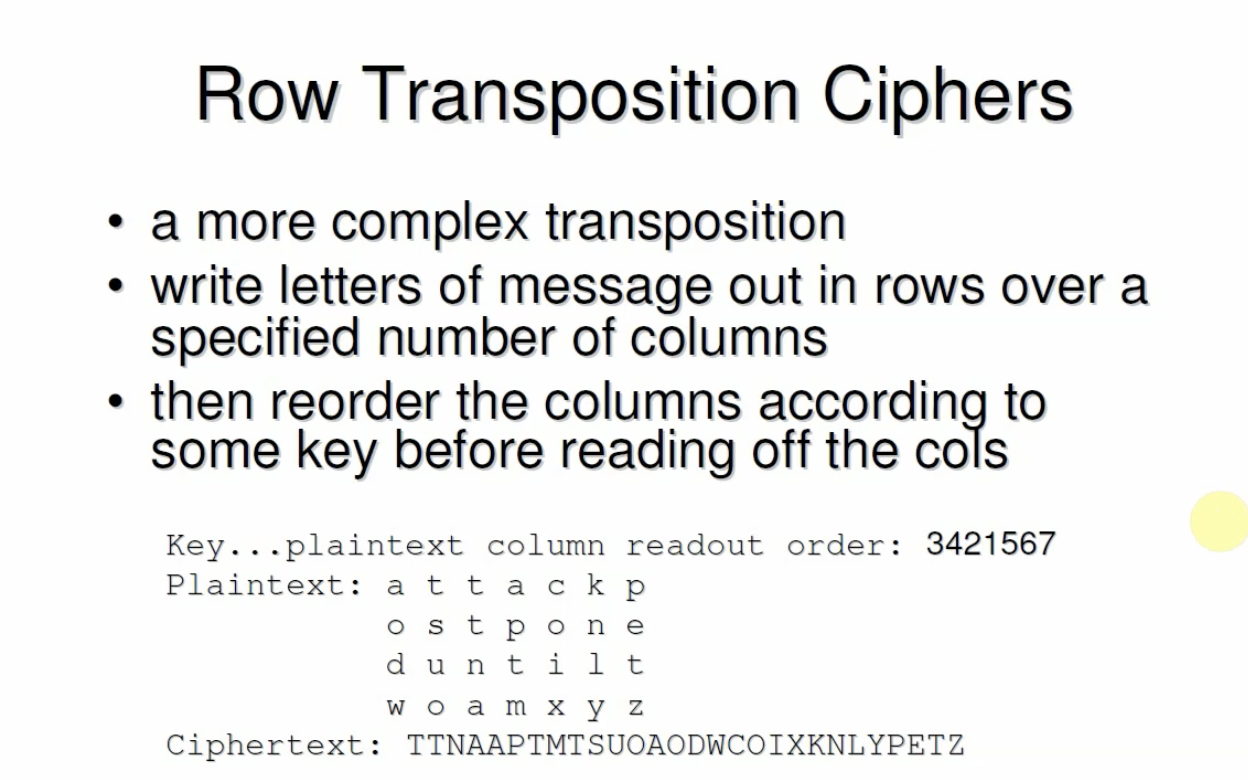 Row Transposition Ciphers
• a more complex transposition
• write letters of message out in rows over a
specified number of columns
• then reorder the columns according to
some key before reading off the cols
Key...plaintext column readout order: 3421567
Plaintext: a t t a c k p
o s t p o n e
d u n t i l t
w o a m x y z
Ciphertext: TTNAAPTMTSUOAODWCOIXKNLYPETZ